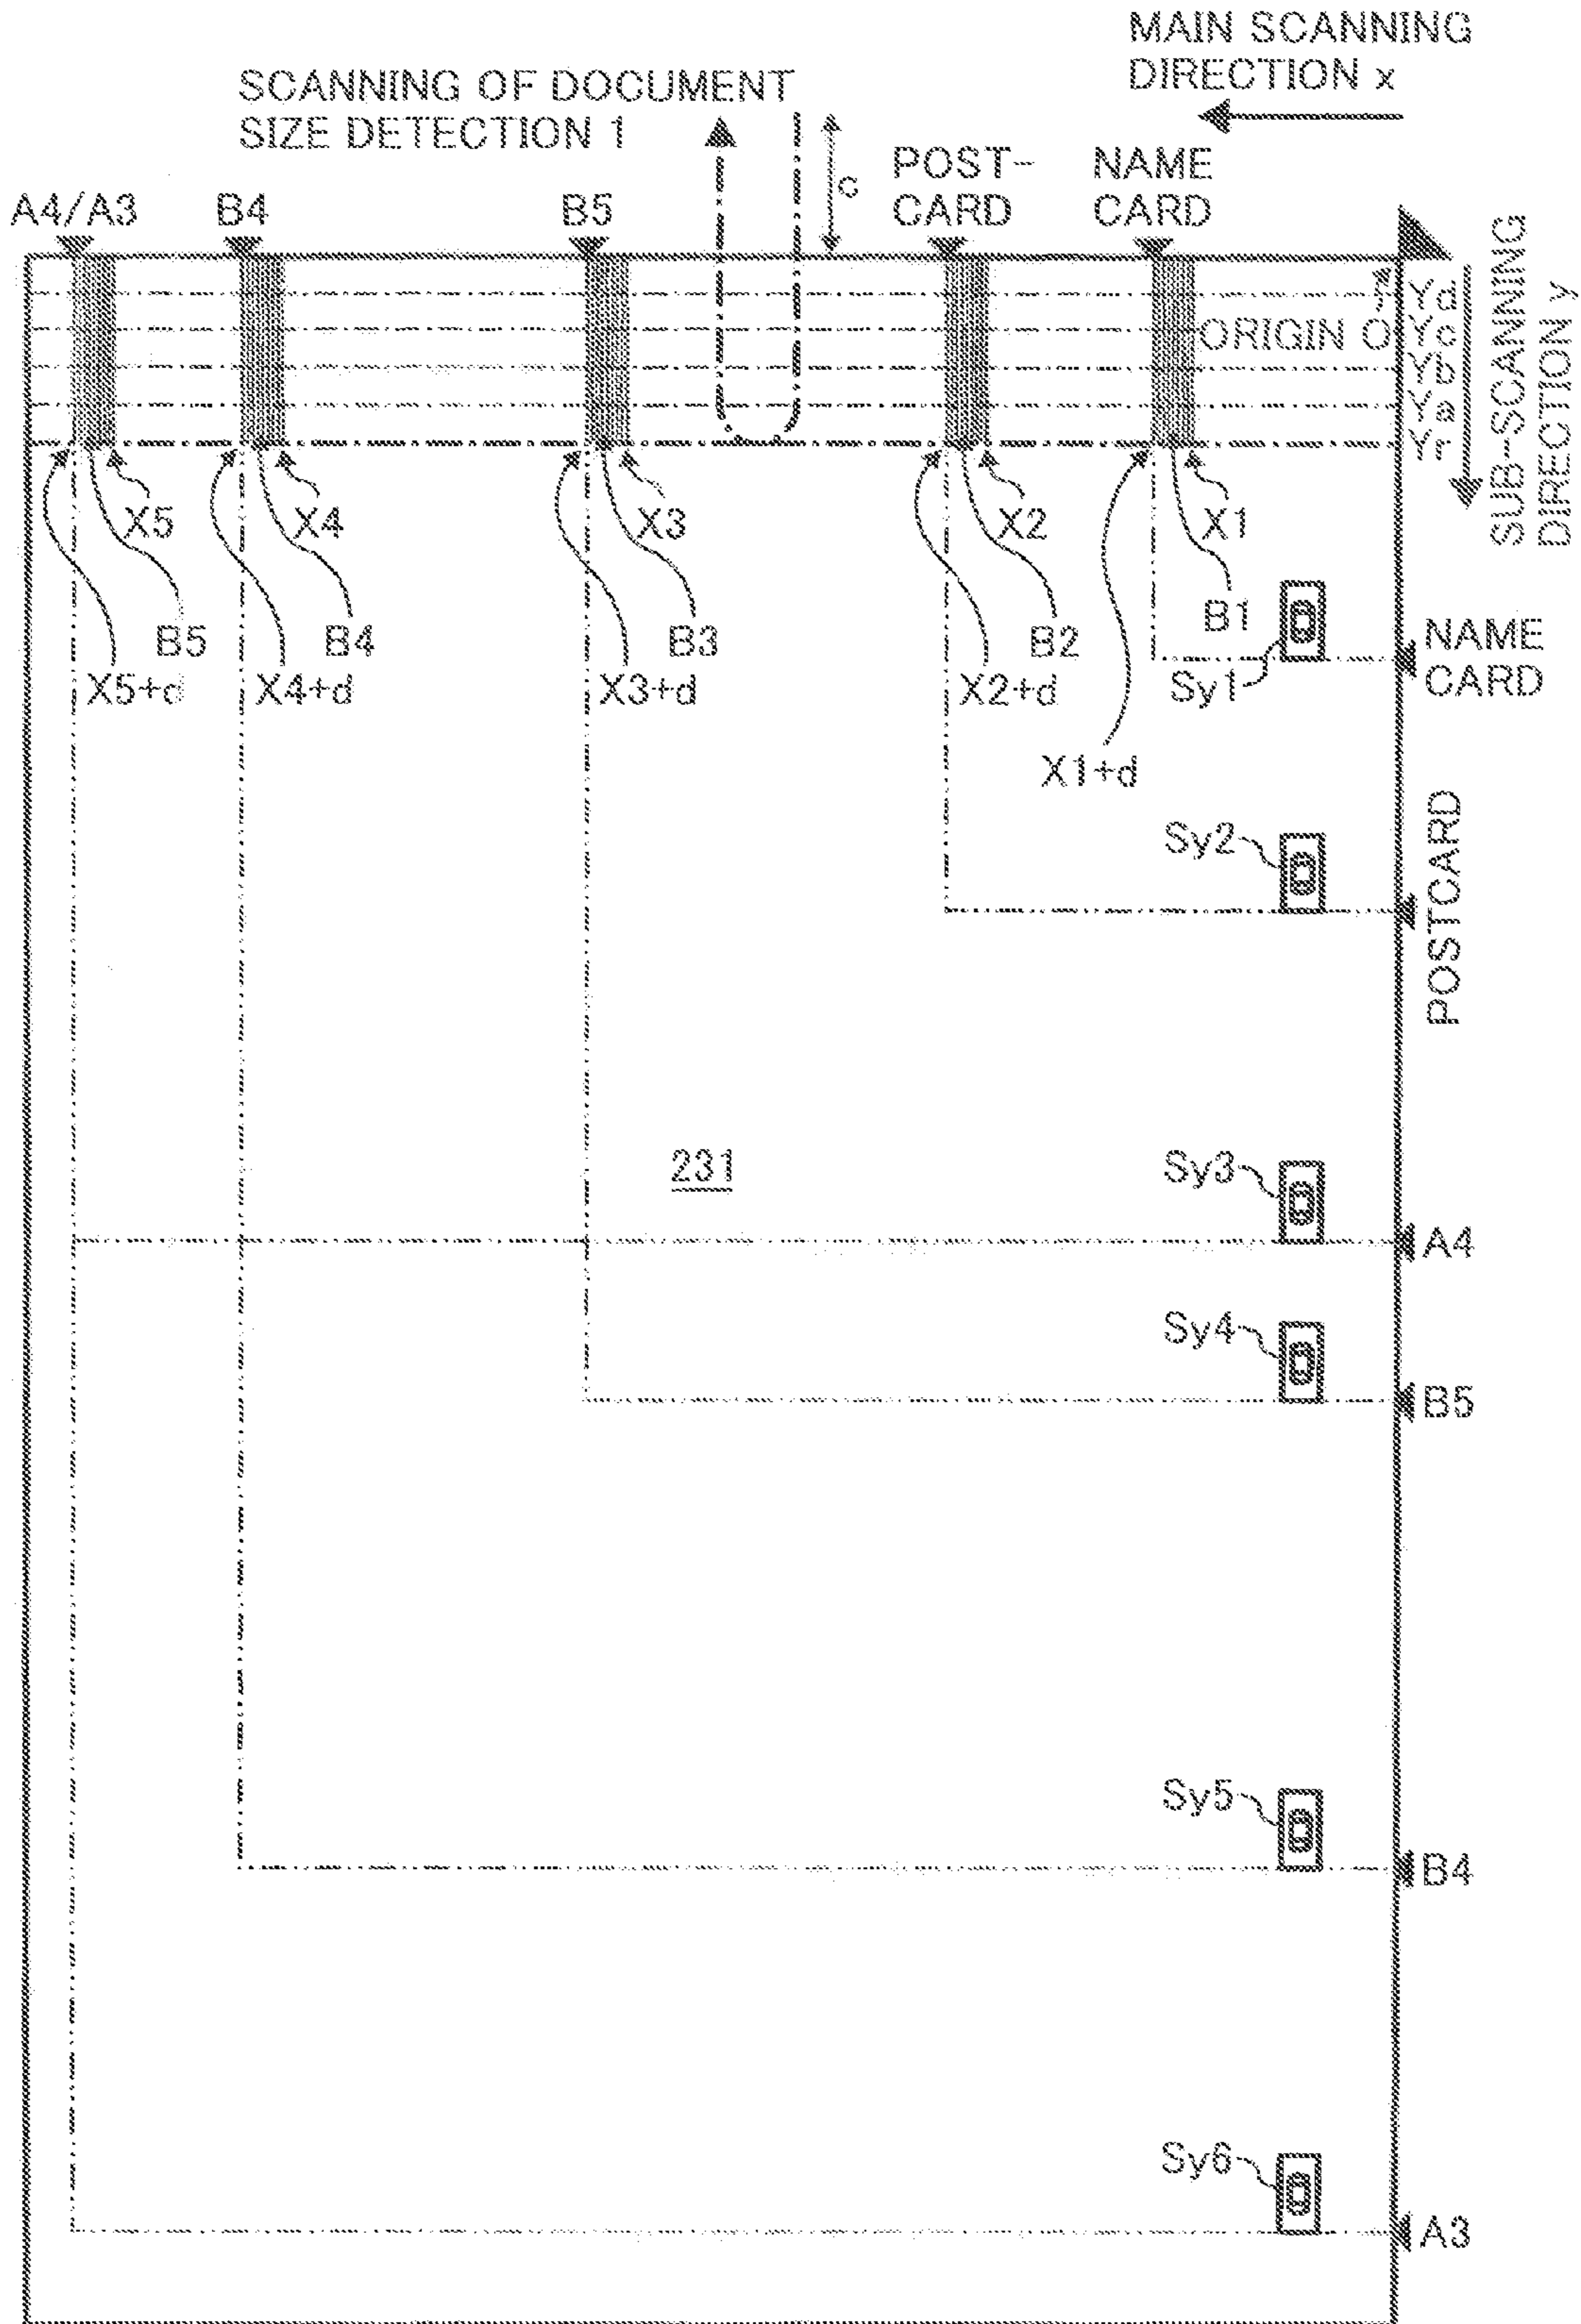 MAIN SCANNING
DIRECTION x
SCANNING OF DOCUMENT
SIZE DETECTION 1
c
POST-
CARD
NAME
CARD
A4/A3
B4
B5
SUB-SCANNING
DIRECTION y
Yd
ORIGIN O
Yc
Yb
Ya
Yr
X5
X4
X3
X2
X1
B5
B4
B3
B2
B1
X5+d
X4+d
X3+d
X2+d
X1+d
Sy1
NAME
CARD
Sy2
POSTCARD
231
Sy3
A4
Sy4
B5
Sy5
B4
Sy6
A3